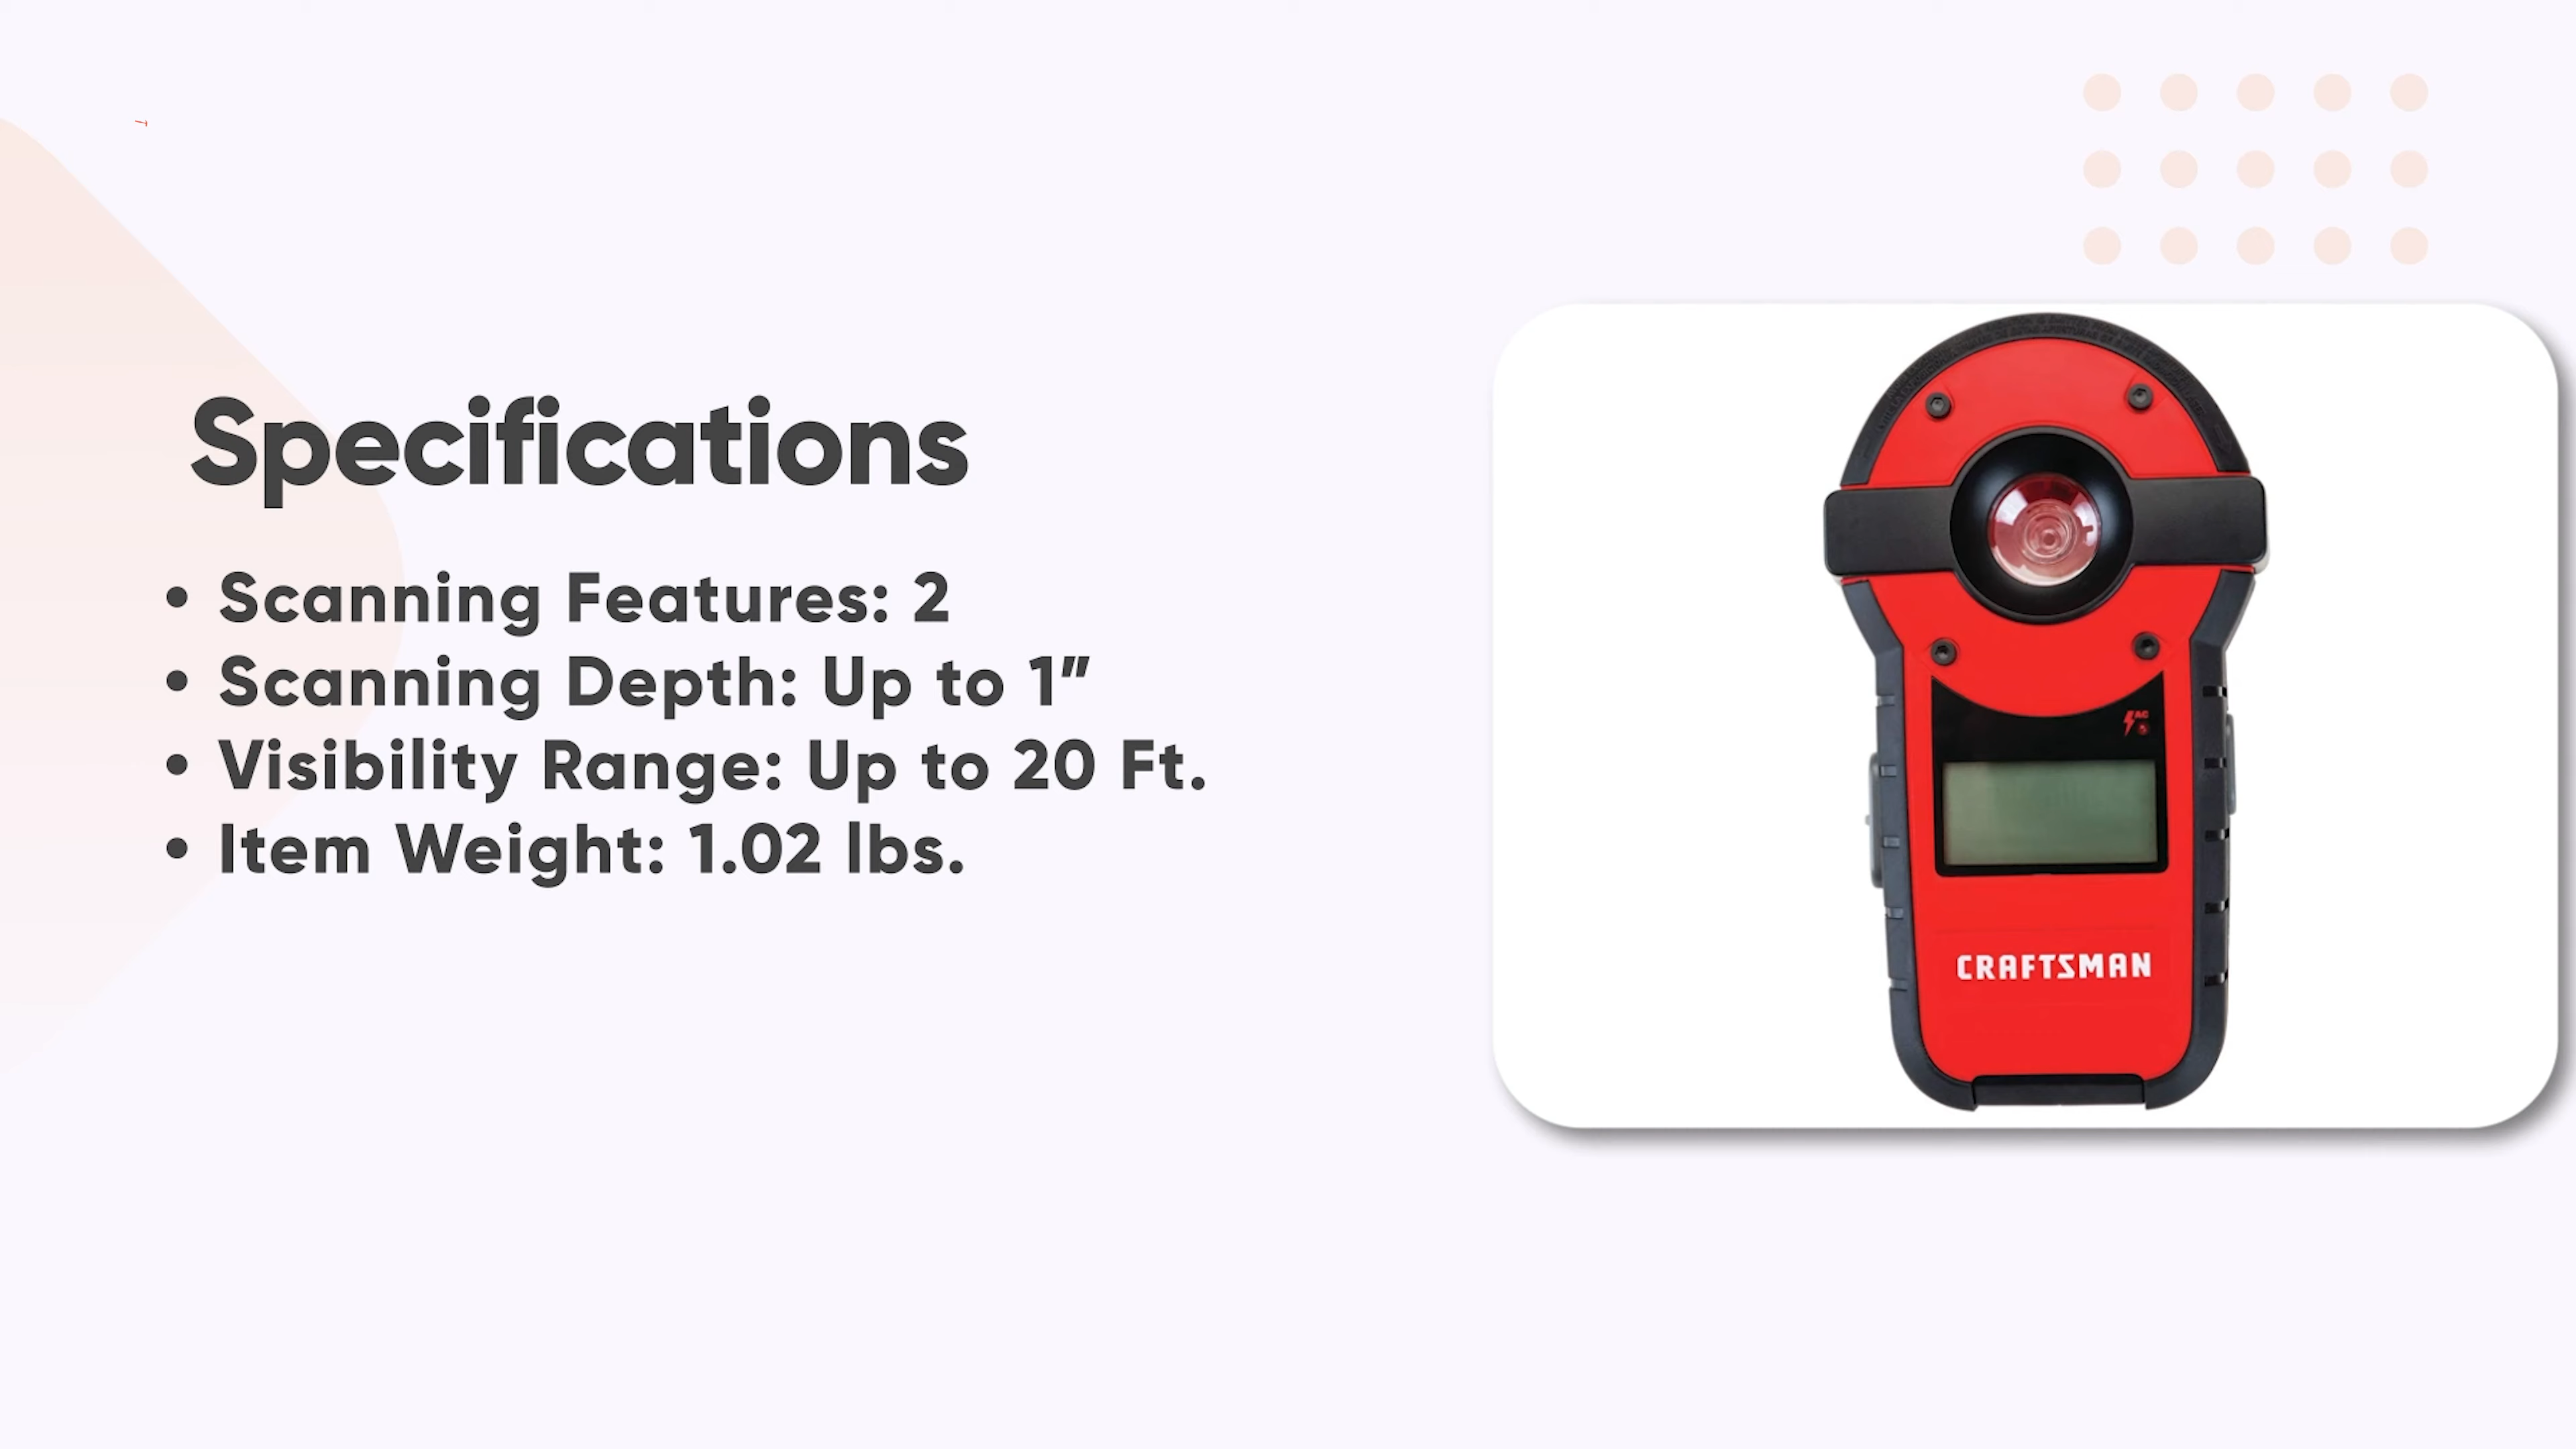 Specifications
• Scanning Features: 2
• Scanning Depth: Up to 1”
• Visibility Range: Up to 20 Ft.
• Item Weight: 1.02 lbs.
AC
CRAFTSMAN